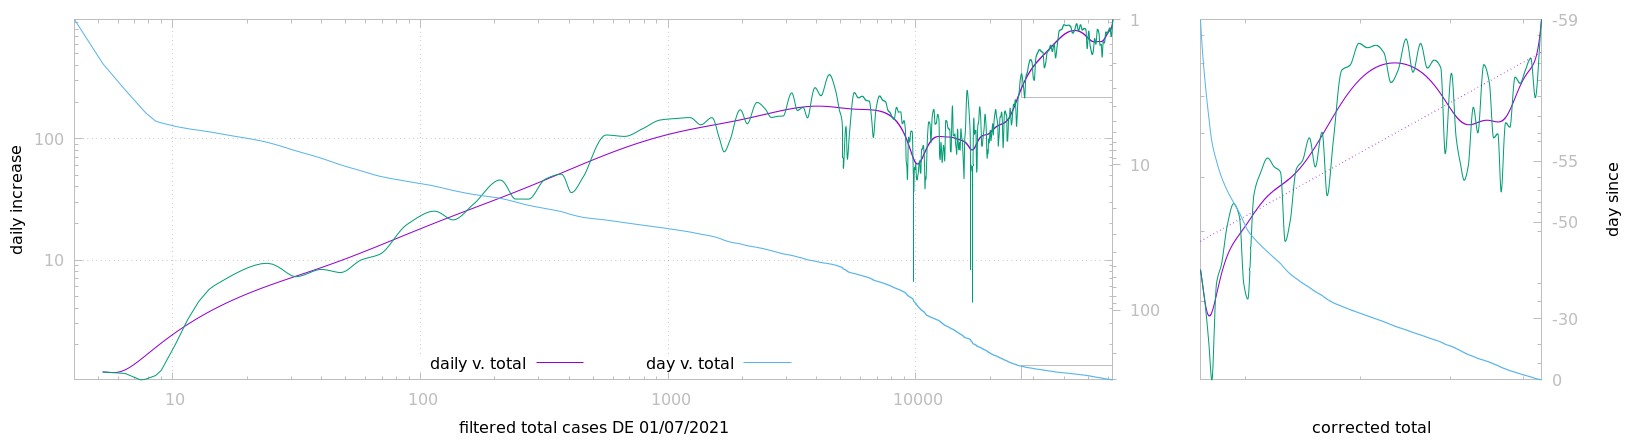 1
-59
100
10
-55
daily increase
-50
day since
10
100
-30
daily v. total
day v. total
0
10
100
1000
10000
filtered total cases DE 01/07/2021
corrected total